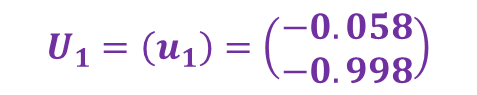 U₁ = (u₁) = (−0.058
−0.998)